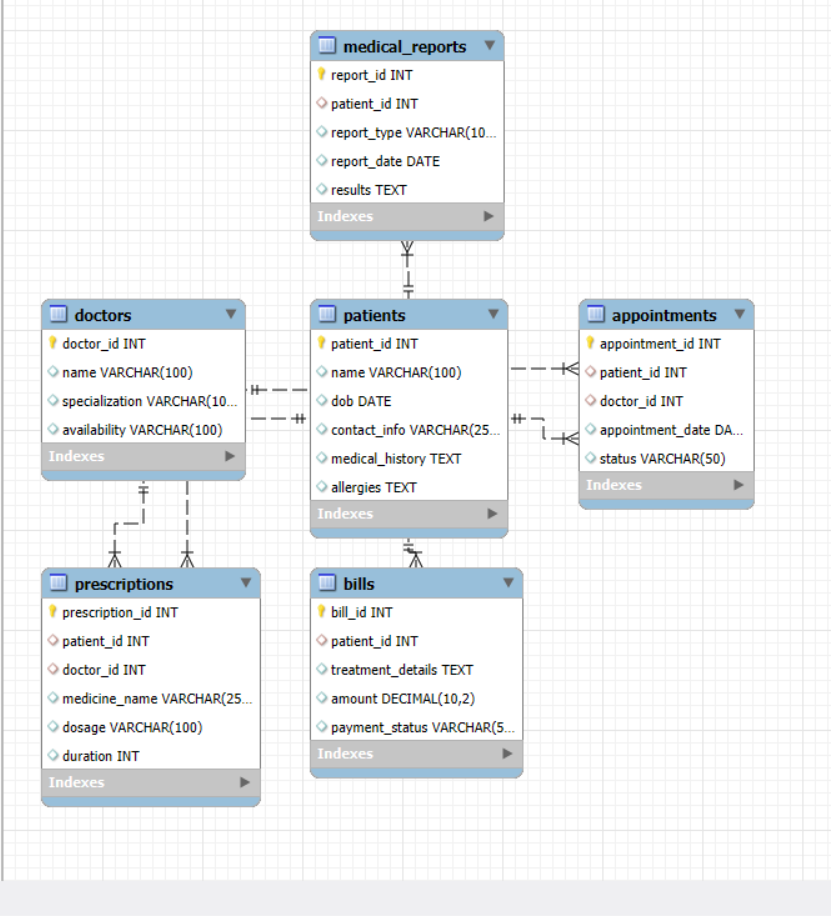 medical_reports
report_id INT
patient_id INT
report_type VARCHAR(10...
report_date DATE
results TEXT
Indexes
doctors
doctor_id INT
name VARCHAR(100)
specialization VARCHAR(10...
availability VARCHAR(100)
Indexes
patients
patient_id INT
name VARCHAR(100)
dob DATE
contact_info VARCHAR(25...
medical_history TEXT
allergies TEXT
Indexes
appointments
appointment_id INT
patient_id INT
doctor_id INT
appointment_date DA...
status VARCHAR(50)
Indexes
prescriptions
prescription_id INT
patient_id INT
doctor_id INT
medicine_name VARCHAR(25...
dosage VARCHAR(100)
duration INT
Indexes
bills
bill_id INT
patient_id INT
treatment_details TEXT
amount DECIMAL(10,2)
payment_status VARCHAR(5...
Indexes